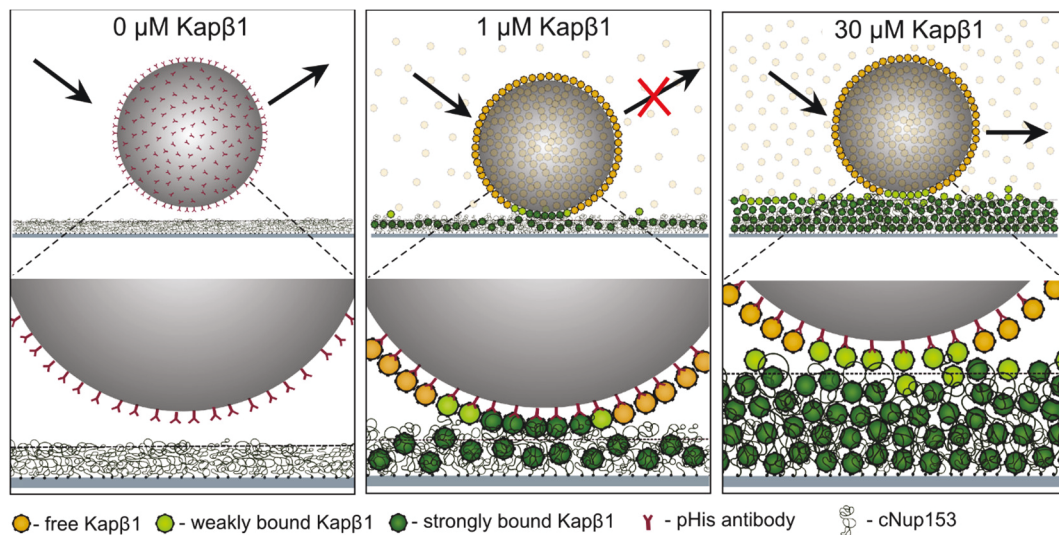 0 μM Kapβ1
1 μM Kapβ1
30 μM Kapβ1
- free Kapβ1
- weakly bound Kapβ1
- strongly bound Kapβ1
- pHis antibody
- cNup153